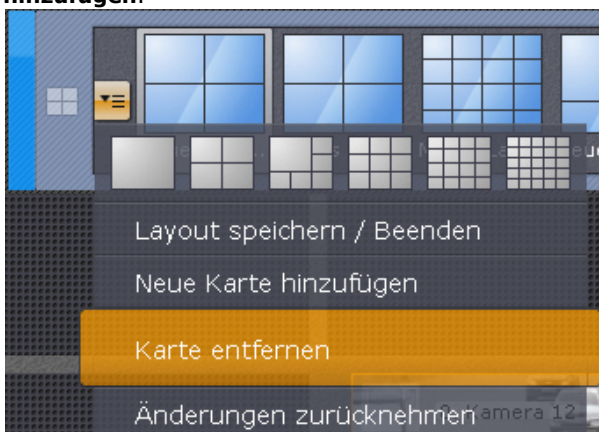 hinzufügen.
Layout speichern / Beenden
Neue Karte hinzufügen
Karte entfernen
Änderungen zurücknehmen
Kamera 12